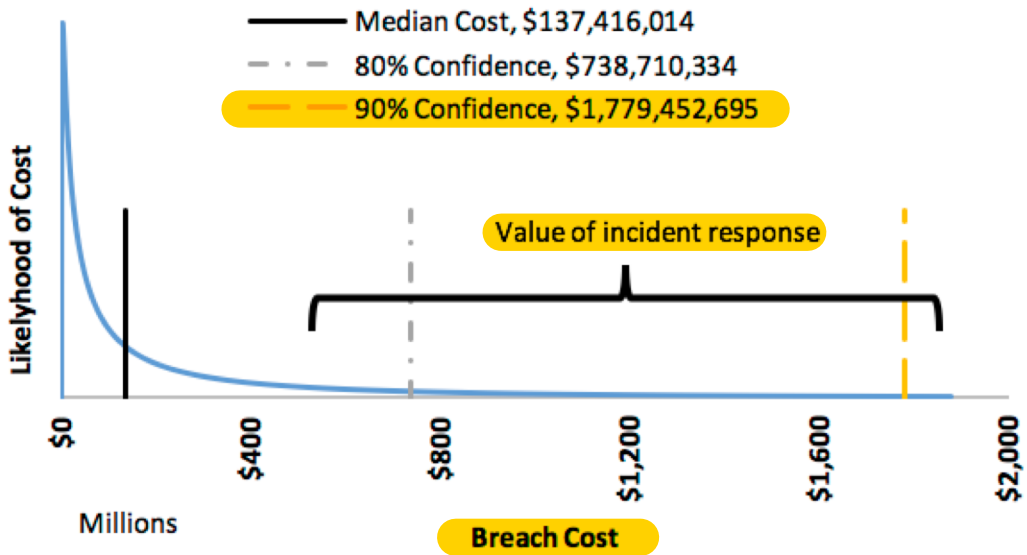 Median Cost, $137,416,014
80% Confidence, $738,710,334
90% Confidence, $1,779,452,695
Likelyhood of Cost
Value of incident response
$0
$400
$800
$1,200
$1,600
$2,000
Millions
Breach Cost